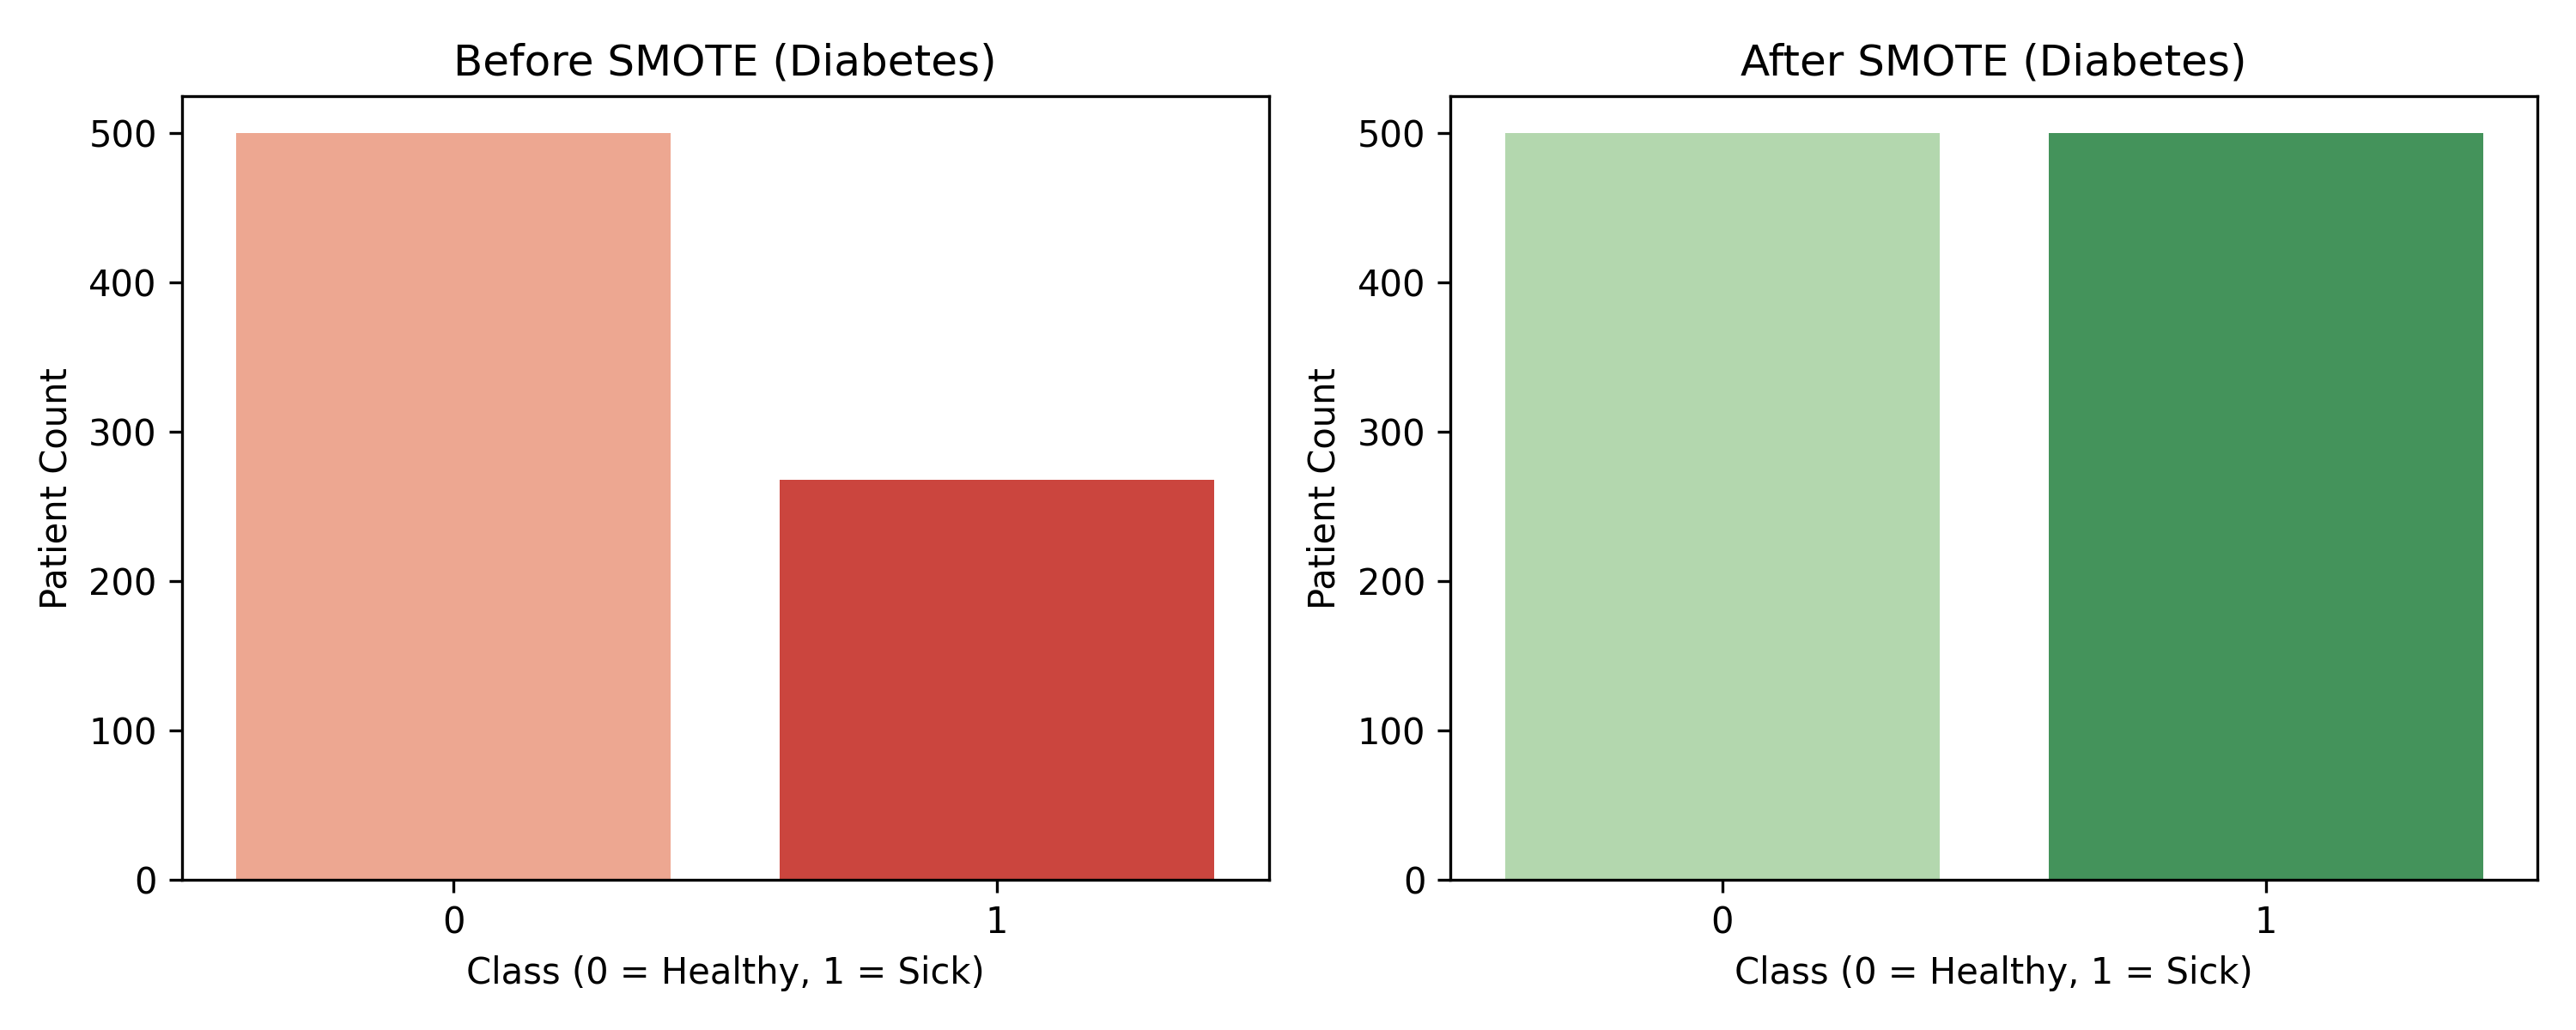 Before SMOTE (Diabetes)
Patient Count
500
400
300
200
100
0
0 1
Class (0 = Healthy, 1 = Sick)
After SMOTE (Diabetes)
Patient Count
500
400
300
200
100
0
0 1
Class (0 = Healthy, 1 = Sick)